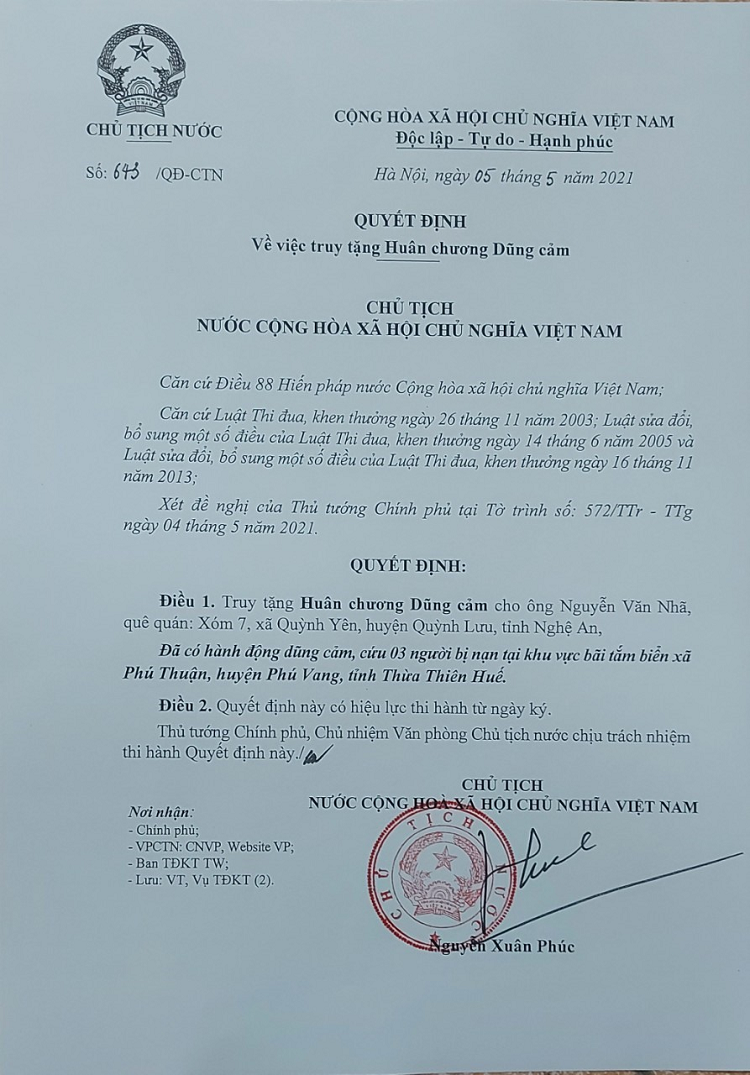 CHỦ TỊCH NƯỚC
CỘNG HÒA XÃ HỘI CHỦ NGHĨA VIỆT NAM
Độc lập - Tự do - Hạnh phúc
Số: 643 /QĐ-CTN
Hà Nội, ngày 05 tháng 5 năm 2021
QUYẾT ĐỊNH
Về việc truy tặng Huân chương Dũng cảm
CHỦ TỊCH
NƯỚC CỘNG HÒA XÃ HỘI CHỦ NGHĨA VIỆT NAM
Căn cứ Điều 88 Hiến pháp nước Cộng hòa xã hội chủ nghĩa Việt Nam;
Căn cứ Luật Thi đua, khen thưởng ngày 26 tháng 11 năm 2003; Luật sửa đổi,
bổ sung một số điều của Luật Thi đua, khen thưởng ngày 14 tháng 6 năm 2005 và
Luật sửa đổi, bổ sung một số điều của Luật Thi đua, khen thưởng ngày 16 tháng 11
năm 2013;
Xét đề nghị của Thủ tướng Chính phủ tại Tờ trình số: 572/TTr - TTg
ngày 04 tháng 5 năm 2021.
QUYẾT ĐỊNH:
Điều 1. Truy tặng Huân chương Dũng cảm cho ông Nguyễn Văn Nhã,
quê quán: Xóm 7, xã Quỳnh Yên, huyện Quỳnh Lưu, tỉnh Nghệ An,
Đã có hành động dũng cảm, cứu 03 người bị nạn tại khu vực bãi tắm biển xã
Phú Thuận, huyện Phú Vang, tỉnh Thừa Thiên Huế.
Điều 2. Quyết định này có hiệu lực thi hành từ ngày ký.
Thủ tướng Chính phủ, Chủ nhiệm Văn phòng Chủ tịch nước chịu trách nhiệm
thi hành Quyết định này./
CHỦ TỊCH
NƯỚC CỘNG HOÀ XÃ HỘI CHỦ NGHĨA VIỆT NAM
Nơi nhận:
- Chính phủ;
- VPCTN: CNVP, Website VP;
- Ban TĐKT TW;
- Lưu: VT, Vụ TĐKT (2).
CHỦ TỊCH NƯỚC
Nguyễn Xuân Phúc